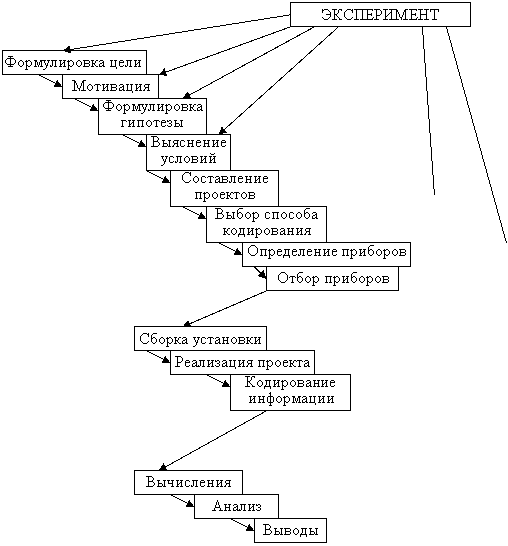 ЭКСПЕРИМЕНТ
Формулировка цели
Мотивация
Формулировка
гипотезы
Выяснение
условий
Составление
проектов
Выбор способа
кодирования
Определение приборов
Отбор приборов
Сборка установки
Реализация проекта
Кодирование
информации
Вычисления
Анализ
Выводы